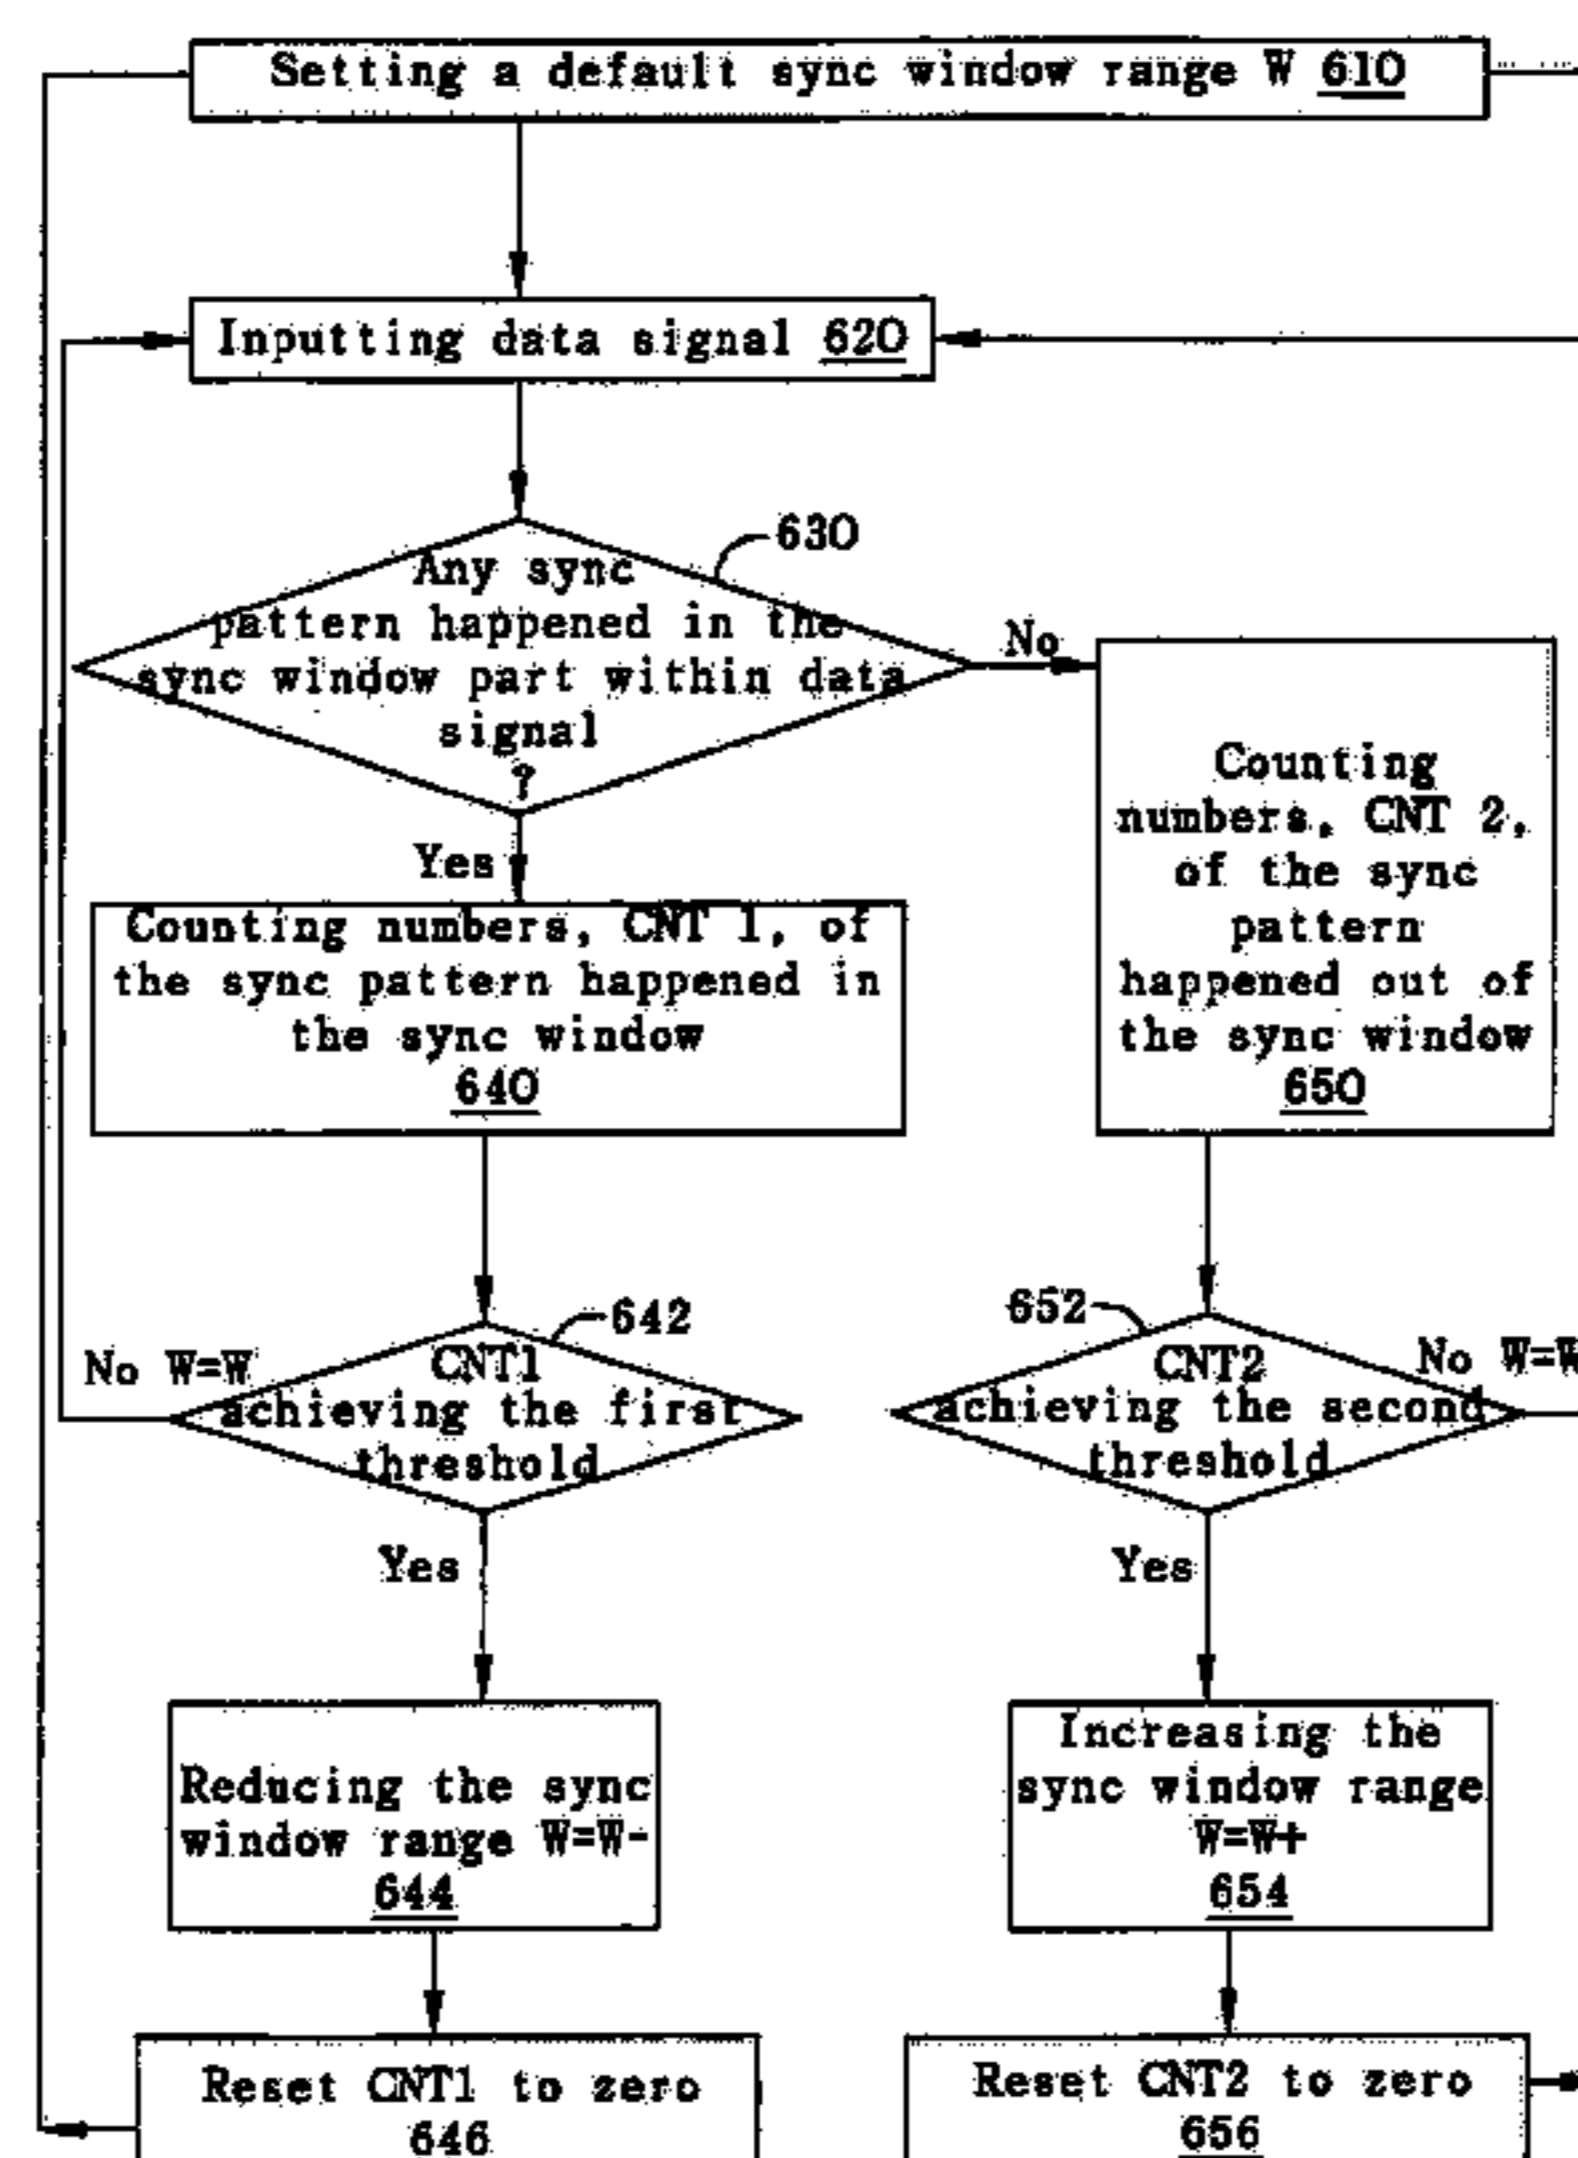 Setting a default sync window range W 610
Inputting data signal 620
630
Any sync
pattern happened in the
sync window part within data
signal
?
No
Yes
Counting numbers, CNT 1, of
the sync pattern happened in
the sync window
640
Counting
numbers, CNT 2,
of the sync
pattern
happened out of
the sync window
650
642
No W=W
CNT1
achieving the first
threshold
Yes
652
No W=W
CNT2
achieving the second
threshold
Yes
Reducing the sync
window range W=W-
644
Increasing the
sync window range
W=W+
654
Reset CNT1 to zero
646
Reset CNT2 to zero
656